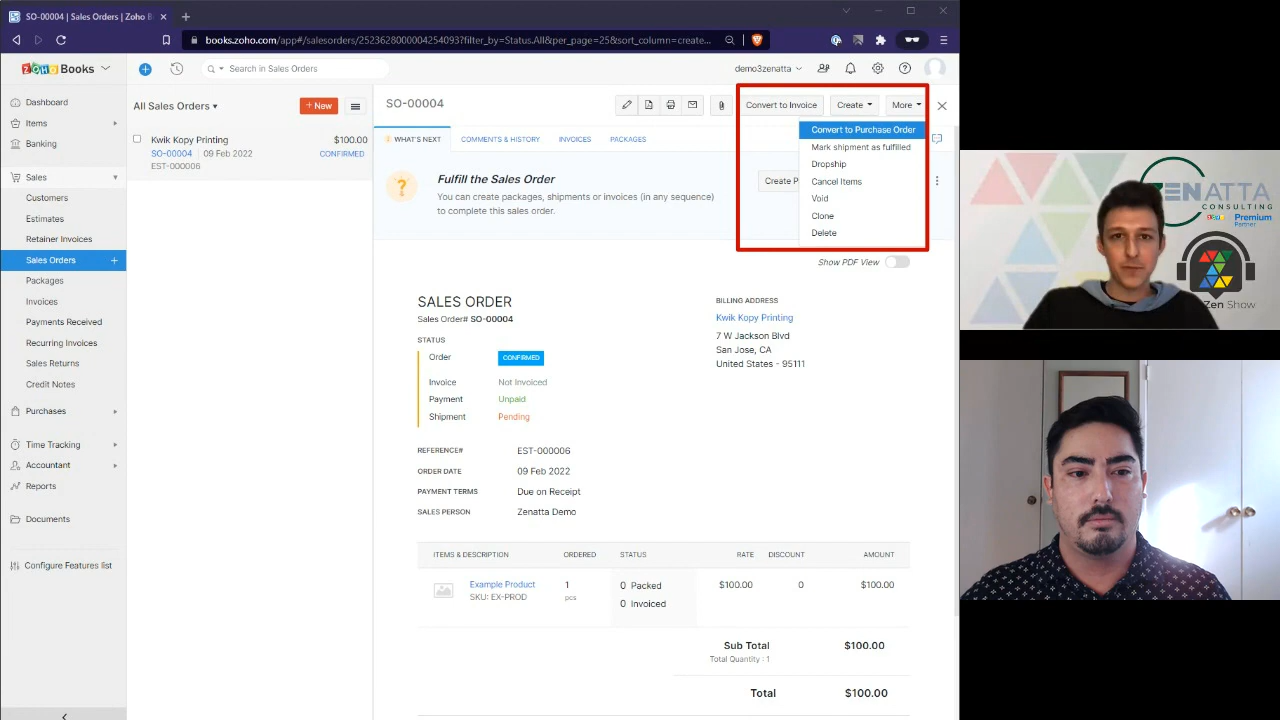 SO-00004 | Sales Orders | Zoho B
books.zoho.com/app#/salesorders/2523628000004254093?filter_by=Status.All&per_page=25&sort_column=create...
ZOHO Books
Search in Sales Orders
demo3zenatta
Dashboard
Items
Banking
Sales
Customers
Estimates
Retainer Invoices
Sales Orders
Packages
Invoices
Payments Received
Recurring Invoices
Sales Returns
Credit Notes
Purchases
Time Tracking
Accountant
Reports
Documents
Configure Features list
All Sales Orders
+ New
Kwik Kopy Printing $100.00
SO-00004 | 09 Feb 2022 CONFIRMED
EST-000006
SO-00004
Convert to Invoice Create More
WHAT'S NEXT COMMENTS & HISTORY INVOICES PACKAGES
Convert to Purchase Order
Mark shipment as fulfilled
Dropship
Cancel Items
Void
Clone
Delete
Fulfill the Sales Order
You can create packages, shipments or invoices (in any sequence)
to complete this sales order.
Create P
Show PDF View
SALES ORDER
Sales Order# SO-00004
STATUS
Order CONFIRMED
Invoice Not Invoiced
Payment Unpaid
Shipment Pending
BILLING ADDRESS
Kwik Kopy Printing
7 W Jackson Blvd
San Jose, CA
United States - 95111
REFERENCE# EST-000006
ORDER DATE 09 Feb 2022
PAYMENT TERMS Due on Receipt
SALES PERSON Zenatta Demo
ITEMS & DESCRIPTION ORDERED STATUS RATE DISCOUNT AMOUNT
Example Product 1 0 Packed $100.00 0 $100.00
SKU: EX-PROD pcs 0 Invoiced
Sub Total $100.00
Total Quantity : 1
Total $100.00
ZENATTA
CONSULTING
ZOHO Premium
Partner
Zen Show